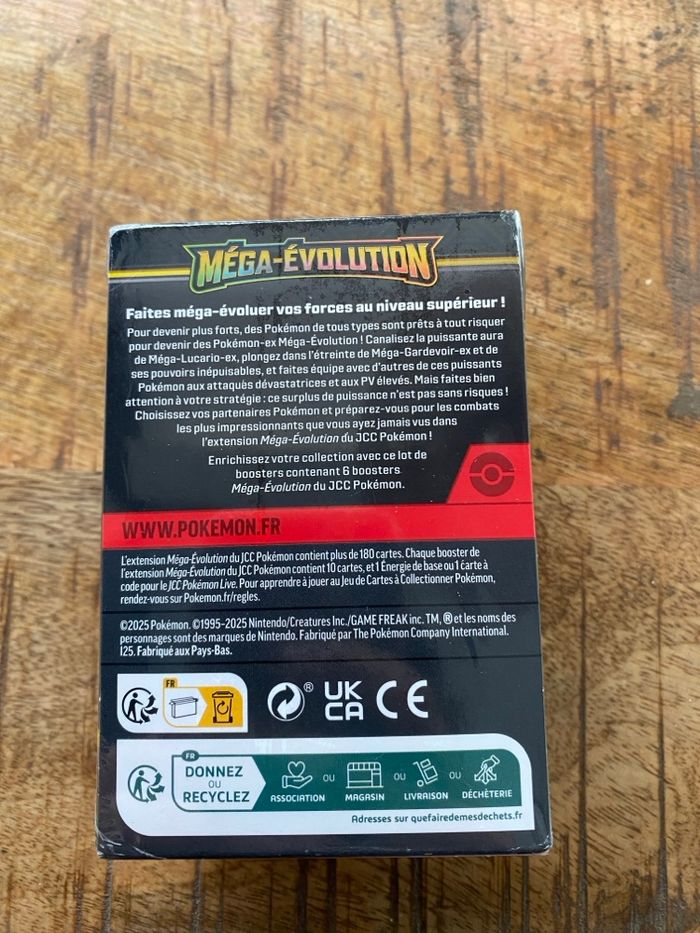 MÉGA-ÉVOLUTION
Faites méga-évoluer vos forces au niveau supérieur !
Pour devenir plus forts, des Pokémon de tous types sont prêts à tout risquer
pour devenir des Pokémon-ex Méga-Évolution ! Canalisez la puissante aura
de Méga-Lucario-ex, plongez dans l'étreinte de Méga-Gardevoir-ex et de
ses pouvoirs inépuisables, et faites équipe avec d'autres de ces puissants
Pokémon aux attaques dévastatrices et aux PV élevés. Mais faites bien
attention à votre stratégie : ce surplus de puissance n'est pas sans risques !
Choisissez vos partenaires Pokémon et préparez-vous pour les combats
les plus impressionnants que vous ayez jamais vus dans
l'extension Méga-Évolution du JCC Pokémon !
Enrichissez votre collection avec ce lot de
boosters contenant 6 boosters
Méga-Évolution du JCC Pokémon.
WWW.POKEMON.FR
L'extension Méga-Évolution du JCC Pokémon contient plus de 180 cartes. Chaque booster de
l'extension Méga-Évolution du JCC Pokémon contient 10 cartes, et 1 Énergie de base ou 1 carte à
code pour le JCC Pokémon Live. Pour apprendre à jouer au Jeu de Cartes à Collectionner Pokémon,
rendez-vous sur Pokemon.fr/regles.
©2025 Pokémon. ©1995-2025 Nintendo/Creatures Inc./GAME FREAK inc. TM, ® et les noms des
personnages sont des marques de Nintendo. Fabriqué par The Pokémon Company International.
I25. Fabriqué aux Pays-Bas.
FR
®
UK
CA CE
FR
DONNEZ
OU
RECYCLEZ
ASSOCIATION OU MAGASIN OU LIVRAISON OU DÉCHÈTERIE
Adresses sur quefairedemesdechets.fr